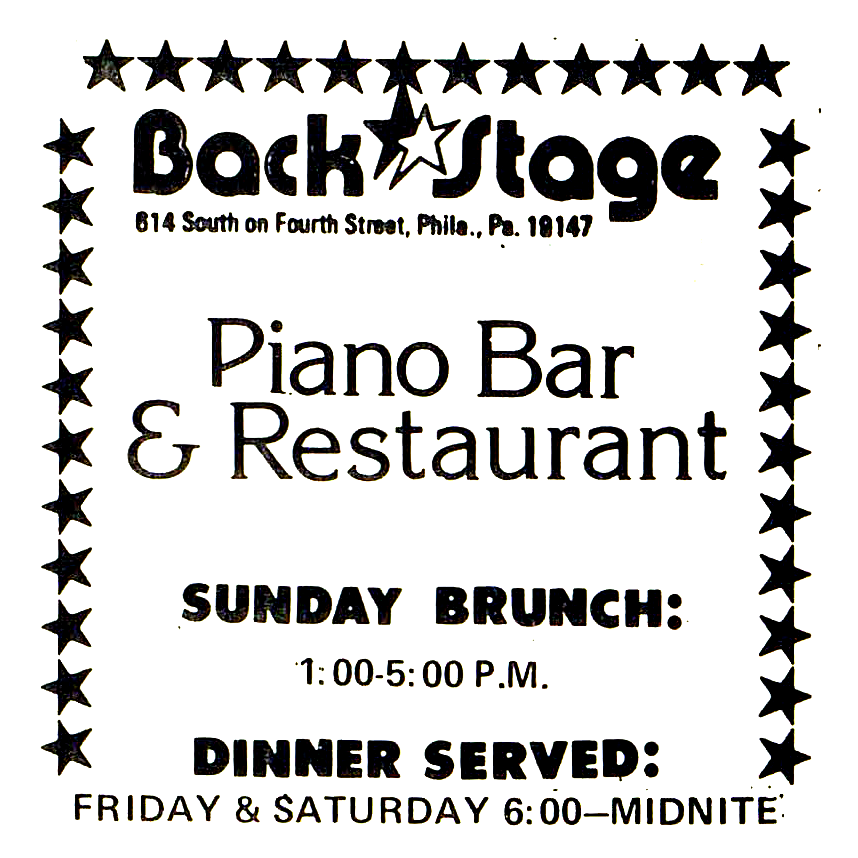 Back Stage
614 South on Fourth Street, Phila., Pa. 19147
Piano Bar
& Restaurant
SUNDAY BRUNCH:
1:00-5:00 P.M.
DINNER SERVED:
FRIDAY & SATURDAY 6:00—MIDNITE